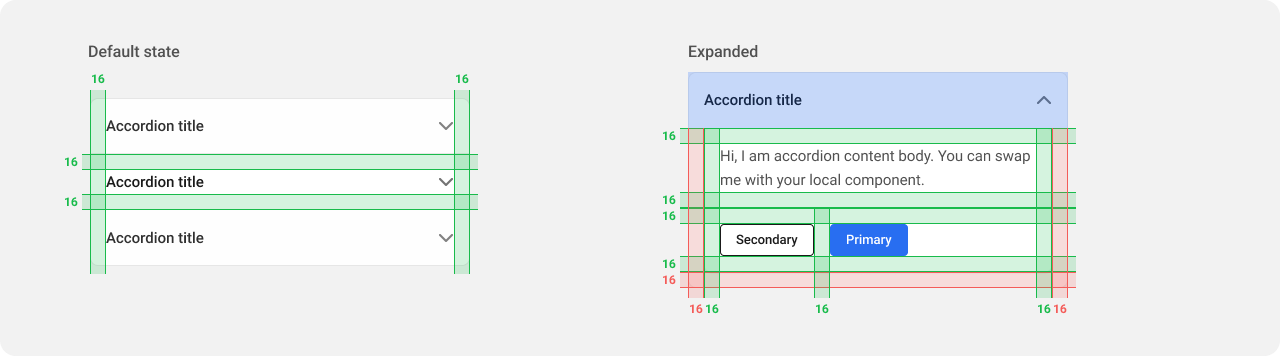 Default state
16 16
Accordion title
16
Accordion title
16
Accordion title
Expanded
Accordion title
16
Hi, I am accordion content body. You can swap
me with your local component.
16
16
Secondary Primary
16
16
16 16 16 16 16